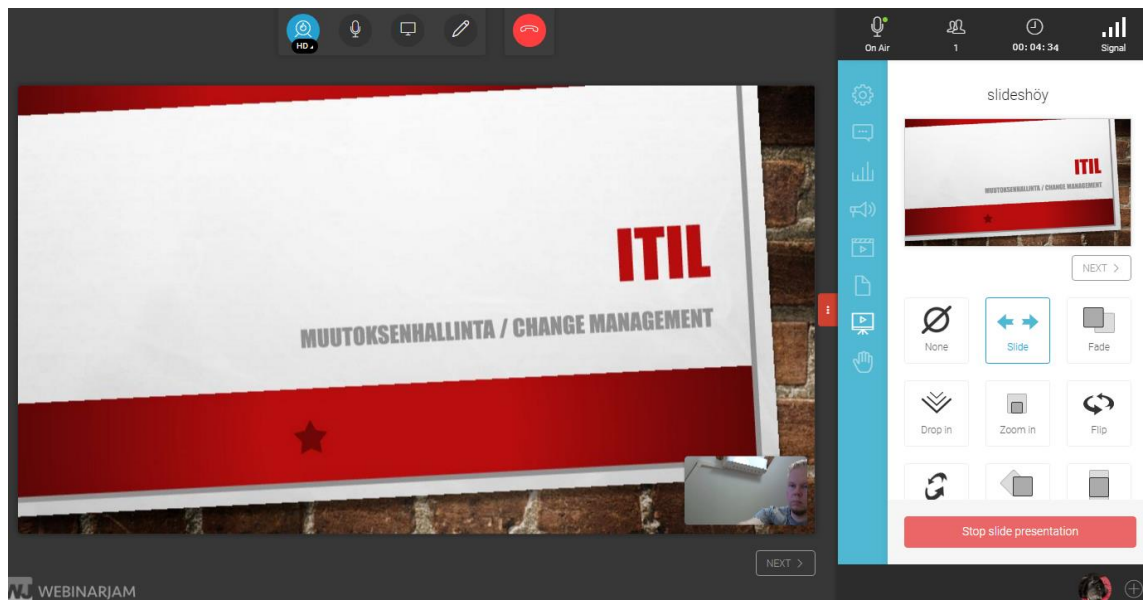 HD
On Air
1
00:04:34
Signal
ITIL
MUUTOKSENHALLINTA / CHANGE MANAGEMENT
NEXT >
WEBINARJAM
slideshöy
ITIL
MUUTOKSENHALLINTA / CHANGE MANAGEMENT
NEXT >
None
Slide
Fade
Drop in
Zoom in
Flip
Stop slide presentation